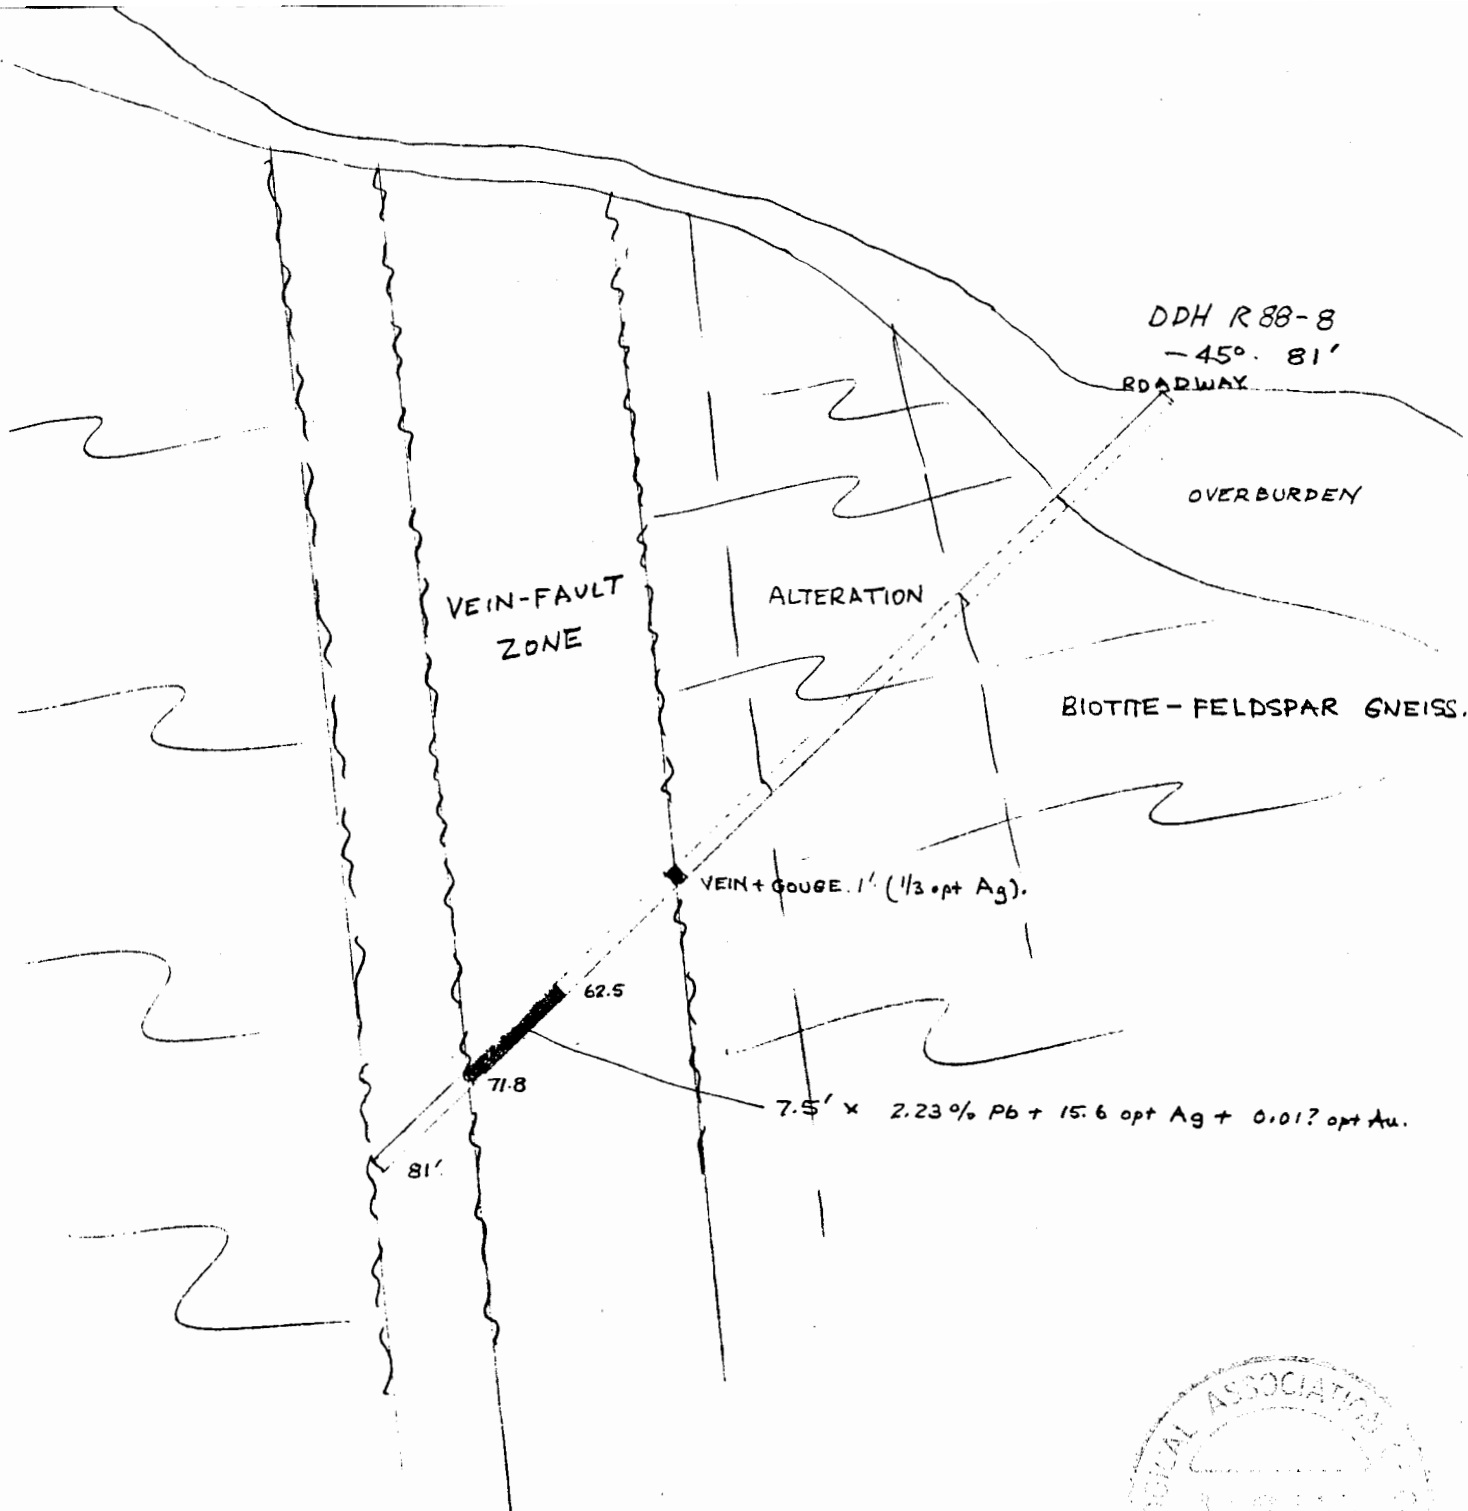 DDH R 88-8
-45°. 81'
ROADWAY
OVERBURDEN
VEIN-FAULT
ZONE
ALTERATION
BIOTITE - FELDSPAR GNEISS.
VEIN + GOUGE. 1' (1/3 opt Ag).
62.5
71.8
7.5' x 2.23% Pb + 15.6 opt Ag + 0.01? opt Au.
81'
ASSOCIATION